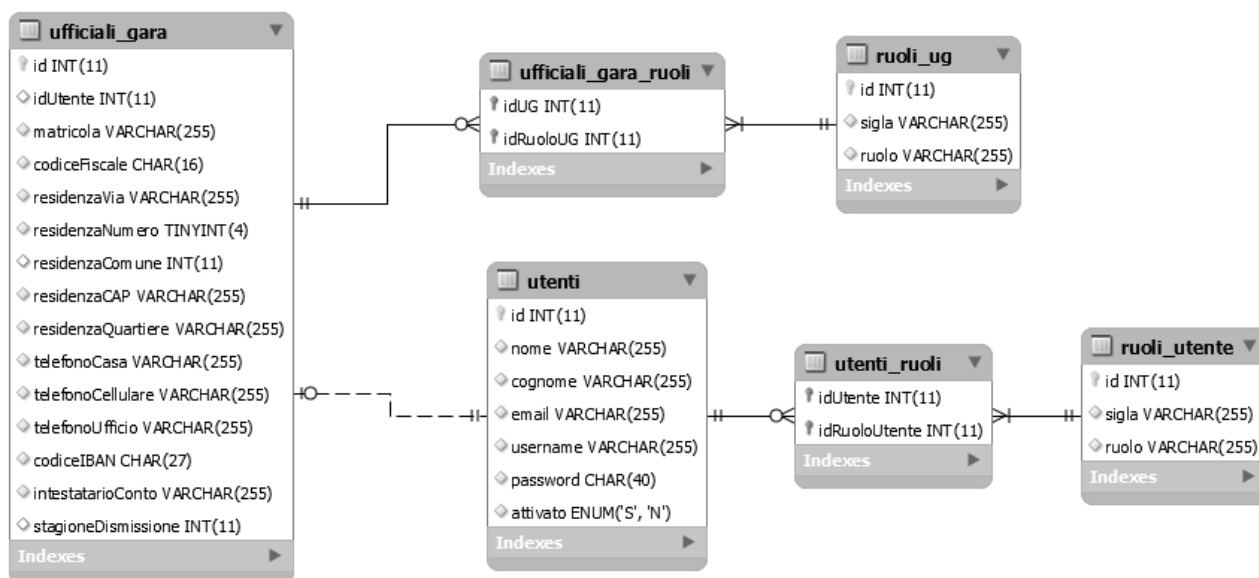 ufficiali_gara
id INT(11)
idUtente INT(11)
matricola VARCHAR(255)
codiceFiscale CHAR(16)
residenzaVia VARCHAR(255)
residenzaNumero TINYINT(4)
residenzaComune INT(11)
residenzaCAP VARCHAR(255)
residenzaQuartiere VARCHAR(255)
telefonoCasa VARCHAR(255)
telefonoCellulare VARCHAR(255)
telefonoUfficio VARCHAR(255)
codiceIBAN CHAR(27)
intestatarioConto VARCHAR(255)
stagioneDismissione INT(11)
Indexes
ufficiali_gara_ruoli
idUG INT(11)
idRuoloUG INT(11)
Indexes
ruoli_ug
id INT(11)
sigla VARCHAR(255)
ruolo VARCHAR(255)
Indexes
utenti
id INT(11)
nome VARCHAR(255)
cognome VARCHAR(255)
email VARCHAR(255)
username VARCHAR(255)
password CHAR(40)
attivato ENUM('S', 'N')
Indexes
utenti_ruoli
idUtente INT(11)
idRuoloUtente INT(11)
Indexes
ruoli_utente
id INT(11)
sigla VARCHAR(255)
ruolo VARCHAR(255)
Indexes